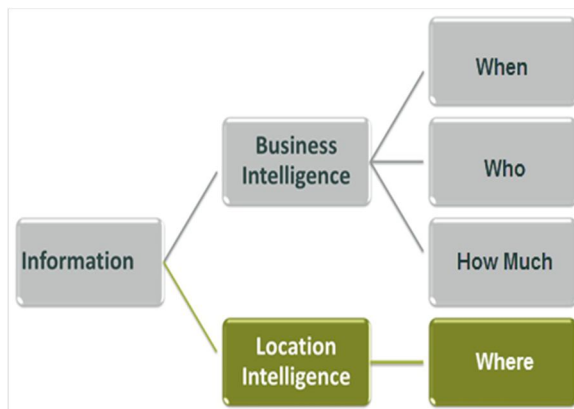 When
Business
Intelligence
Who
Information
How Much
Location
Intelligence
Where